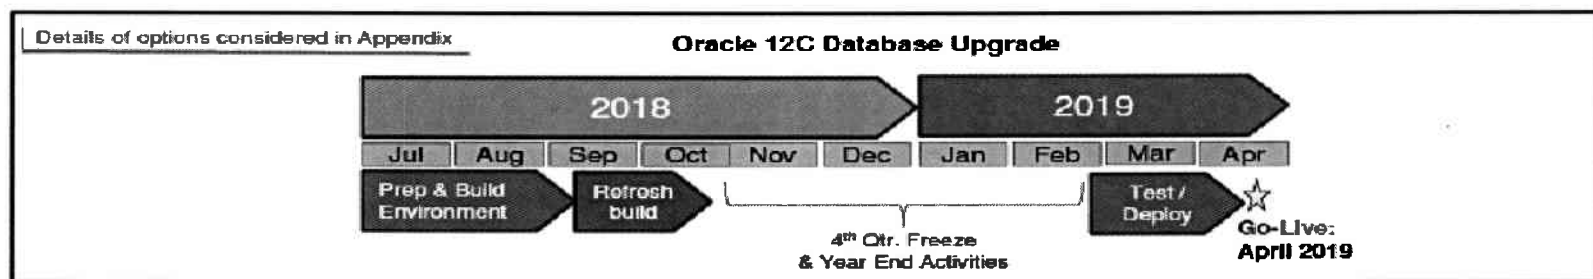 Details of options considered in Appendix
Oracle 12C Database Upgrade
2018
2019
Jul Aug Sep Oct Nov Dec Jan Feb Mar Apr
Prep & Build
Environment
Refrosh
build
Test /
Deploy
4th Qtr. Freeze
& Year End Activities
Go-Live:
April 2019